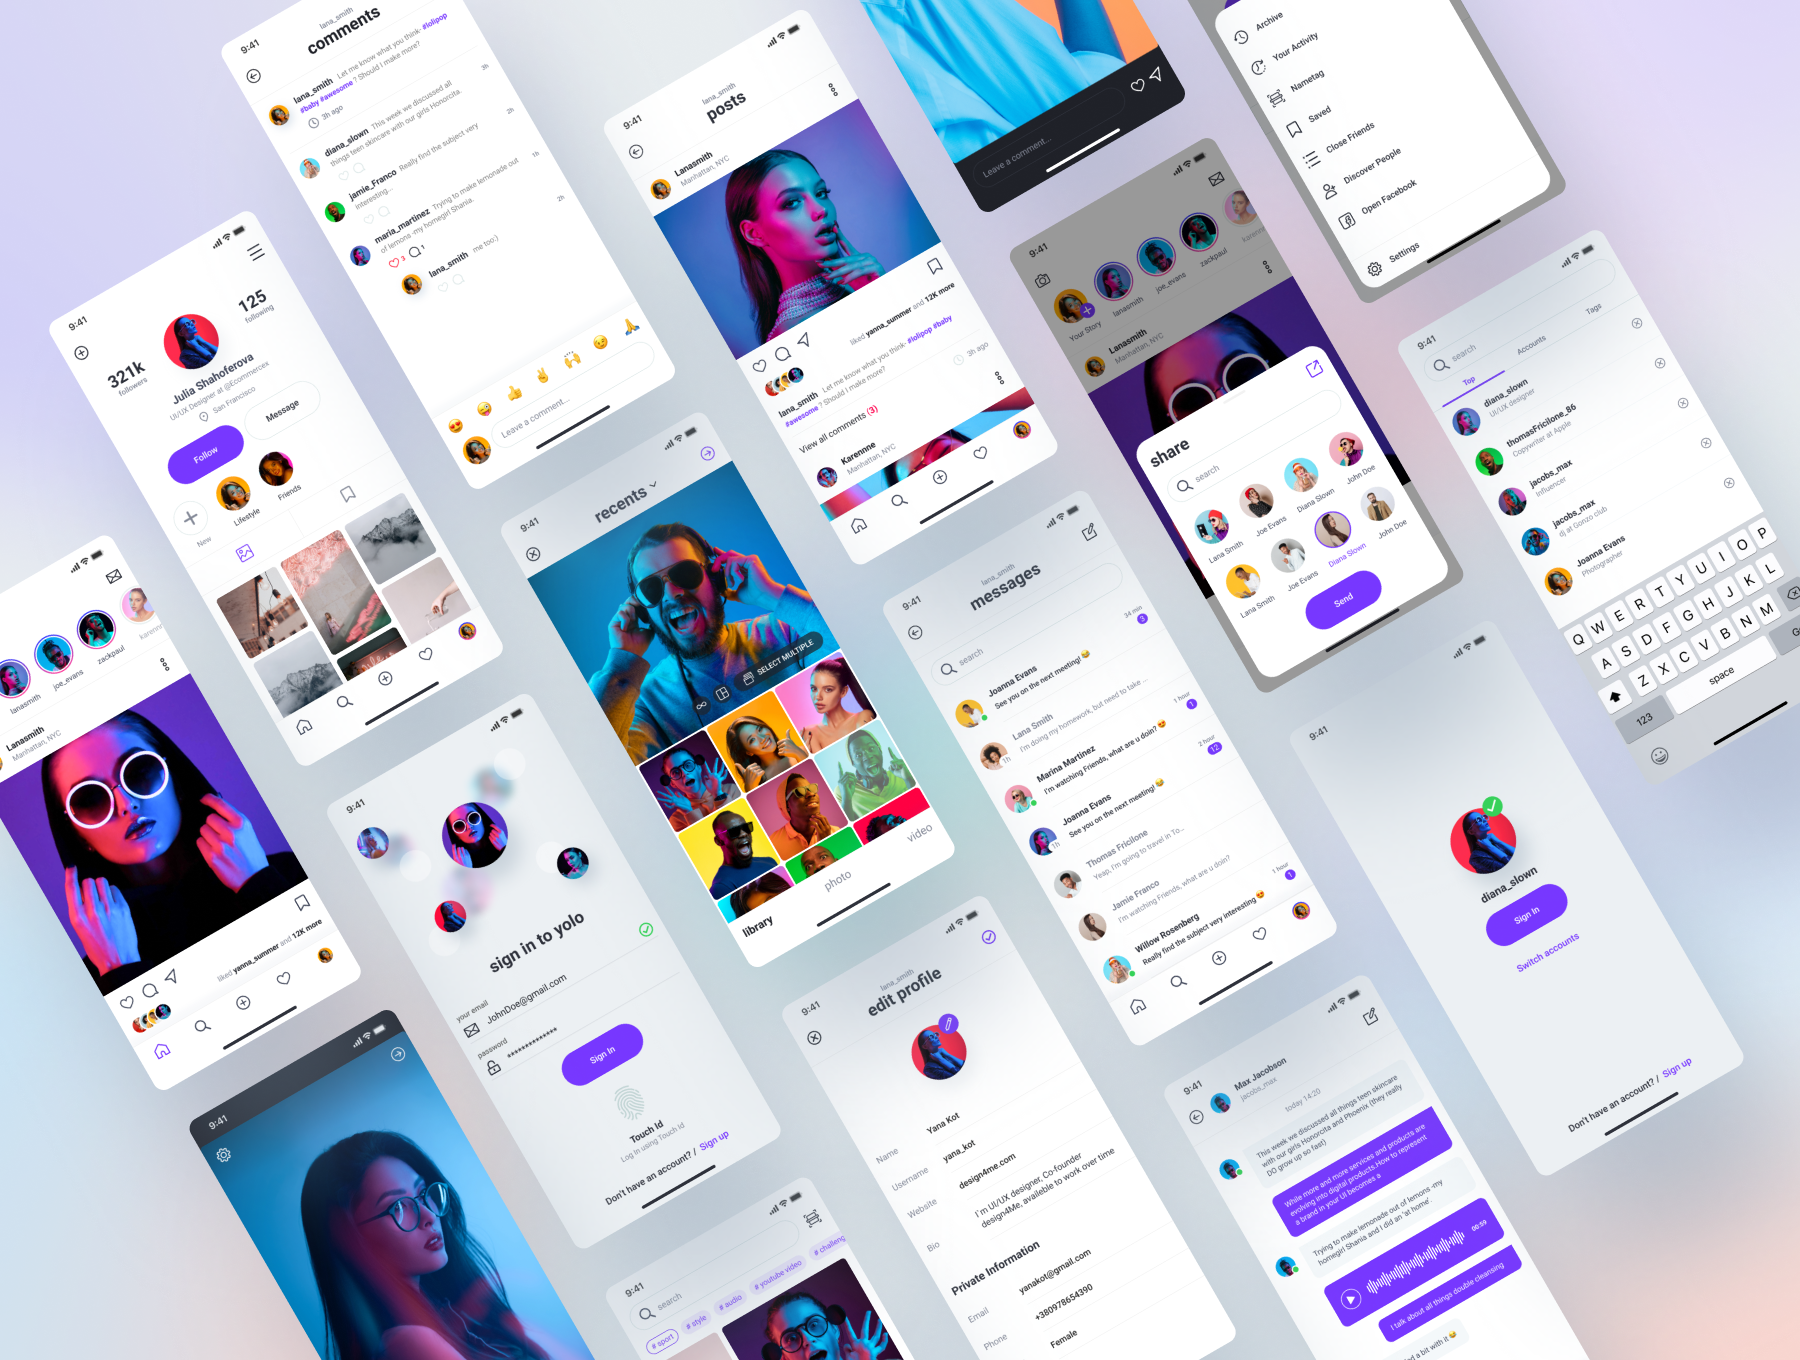 9:41
lana_smith
comments
lana_smith Let me know what you think- #lolipop
#baby #awesome ? Should I make more?
3h ago
3h
diana_slown This week we discussed all
things teen skincare with our girls Honorcita.
2h
jamie_Franco Really find the subject very
interesting...
1h
maria_martinez Trying to make lemonade out
of lemons -my homegirl Shania.
3
1
2h
lana_smith me too:)
😍 😜 👍 ✌ 🙌 😉 🙏
Leave a comment...
9:41
lana_smith
posts
Lanasmith
Manhattan, NYC
liked yanna_summer and 12K more
lana_smith Let me know what you think- #lolipop #baby
#awesome ? Should I make more?
3h ago
View all comments (3)
Karennne
Manhattan, NYC
Leave a comment...
Archive
Your Activity
Nametag
Saved
Close Friends
Discover People
Open Facebook
Settings
9:41
321k
followers
125
following
Julia Shahoferova
UI/UX Designer at @Ecommercex
San Francisco
Follow
Message
New
Lifestyle
Friends
9:41
Your Story
lanasmith
joe_evans
zackpaul
Lanasmith
Manhattan, NYC
share
search
Lana Smith
Joe Evans
Diana Slown
John Doe
Lana Smith
Joe Evans
Diana Slown
John Doe
Send
9:41
search
Top
Accounts
Tags
diana_slown
UI/UX designer
thomasFricilone_86
Copywriter at Apple
jacobs_max
Influencer
jacobs_max
dj at Gonzo club
Joanna Evans
Photographer
Q W E R T Y U I O P
A S D F G H J K L
Z X C V B N M
123
space
lanasmith
joe_evans
zackpaul
Lanasmith
Manhattan, NYC
liked yanna_summer and 12K more
9:41
recents
SELECT MULTIPLE
library
photo
video
9:41
lana_smith
messages
search
Joanna Evans
See you on the next meeting! 😂
34 min
3
Lana Smith
I'm doing my homework, but need to take ...
1h
Marina Martinez
I'm watching Friends, what are u doin? 😍
1 hour
1
Joanna Evans
See you on the next meeting! 😂
1h
2 hour
12
Thomas Fricilone
Yeap, I'm going to travel in To...
Jamie Franco
I'm watching Friends, what are u doin?
Willow Rosenberg
Really find the subject very interesting 😍
1 hour
1
9:41
diana_slown
Sign In
Switch accounts
Don't have an account? / Sign up
9:41
sign in to yolo
your email
JohnDoe@gmail.com
password
**************
Sign In
Touch Id
Log In using Touch Id
Don't have an account? / Sign up
9:41
9:41
lana_smith
edit profile
Name
Yana Kot
Username
yana_kot
Website
design4me.com
Bio
I'm UI/UX designer, Co-founder
design4Me, availeble to work over time
Private Information
Email
yanakot@gmail.com
Phone
+380978654390
Female
9:41
Max Jacobson
jacobs_max
today 14:20
This week we discussed all things teen skincare
with our girls Honorcita and Phoenix (they really
DO grow up so fast)
While more and more services and products are
evolving into digital products.How to represent
a brand in your UI becomes a
Trying to make lemonade out of lemons -my
homegirl Shania and I did an 'at home'.
00:59
I talk about all things double cleansing
9:41
search
# sport
# style
# audio
# youtube video
# challeng